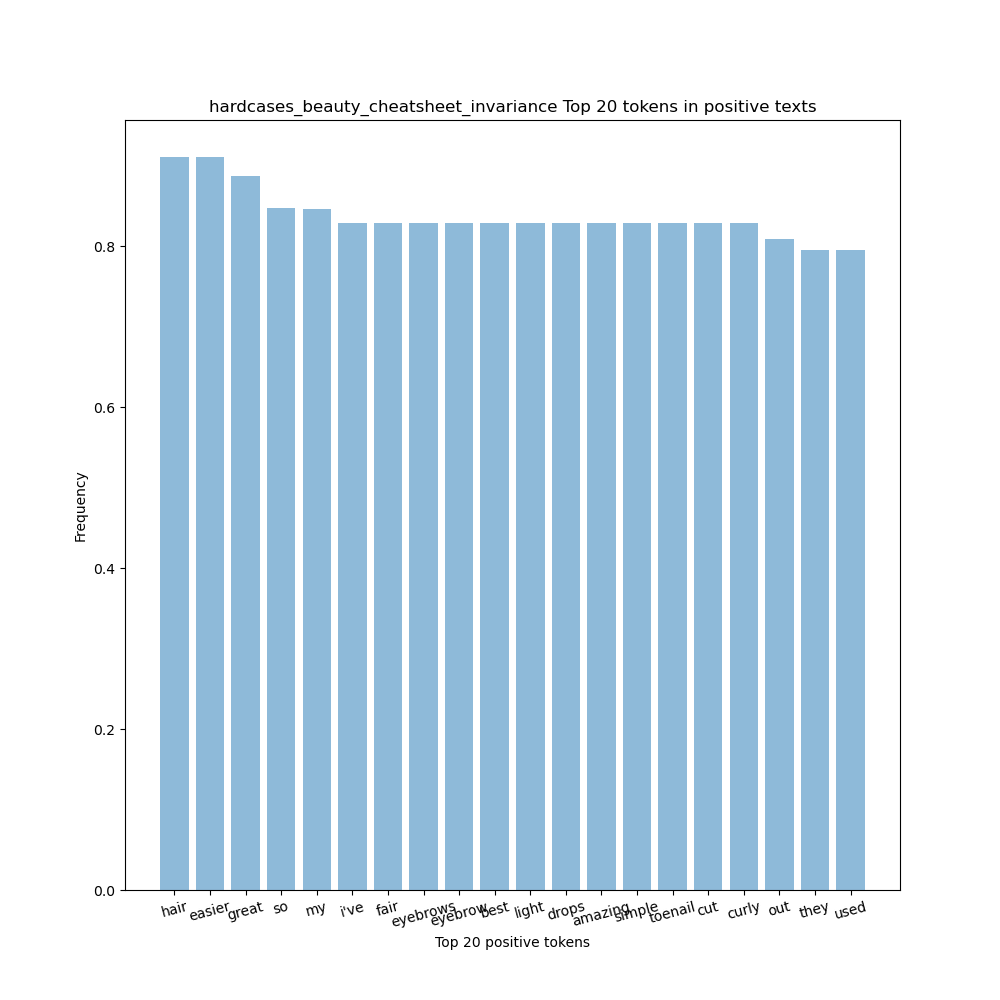 hardcases_beauty_cheatsheet_invariance Top 20 tokens in positive texts
Frequency
0.8
0.6
0.4
0.2
0.0
hair easier great so my i've fair eyebrows eyebrow best light drops amazing simple toenail cut curly out they used
Top 20 positive tokens